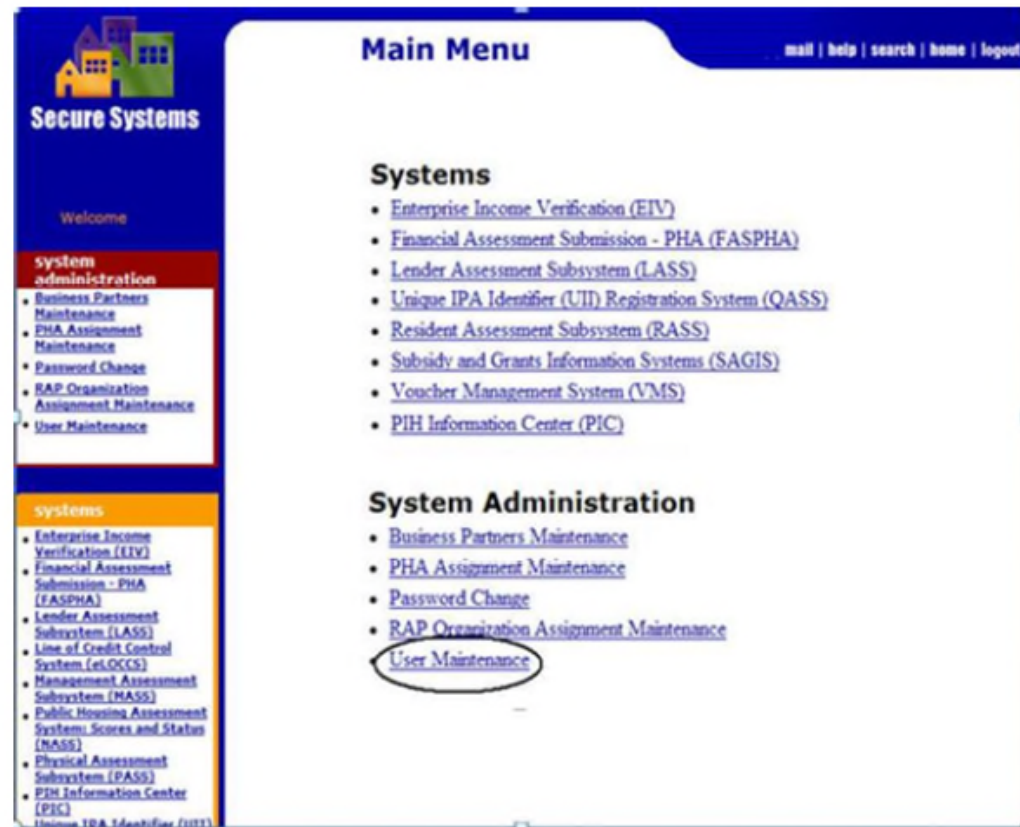 Main Menu
mail | help | search | home | logout
Secure Systems
Welcome
system
administration
Business Partners
Maintenance
PHA Assignment
Maintenance
Password Change
RAP Organization
Assignment Maintenance
User Maintenance
systems
Enterprise Income
Verification (EIV)
Financial Assessment
Submission - PHA
(FASPHA)
Lender Assessment
Subsystem (LASS)
Line of Credit Control
System (eLOCCS)
Management Assessment
Subsystem (MASS)
Public Housing Assessment
System: Scores and Status
(NASS)
Physical Assessment
Subsystem (PASS)
PIH Information Center
(PIC)
Unique IPA Identifier (UII)
Systems
• Enterprise Income Verification (EIV)
• Financial Assessment Submission - PHA (FASPHA)
• Lender Assessment Subsystem (LASS)
• Unique IPA Identifier (UII) Registration System (QASS)
• Resident Assessment Subsystem (RASS)
• Subsidy and Grants Information Systems (SAGIS)
• Voucher Management System (VMS)
• PIH Information Center (PIC)
System Administration
• Business Partners Maintenance
• PHA Assignment Maintenance
• Password Change
• RAP Organization Assignment Maintenance
• User Maintenance